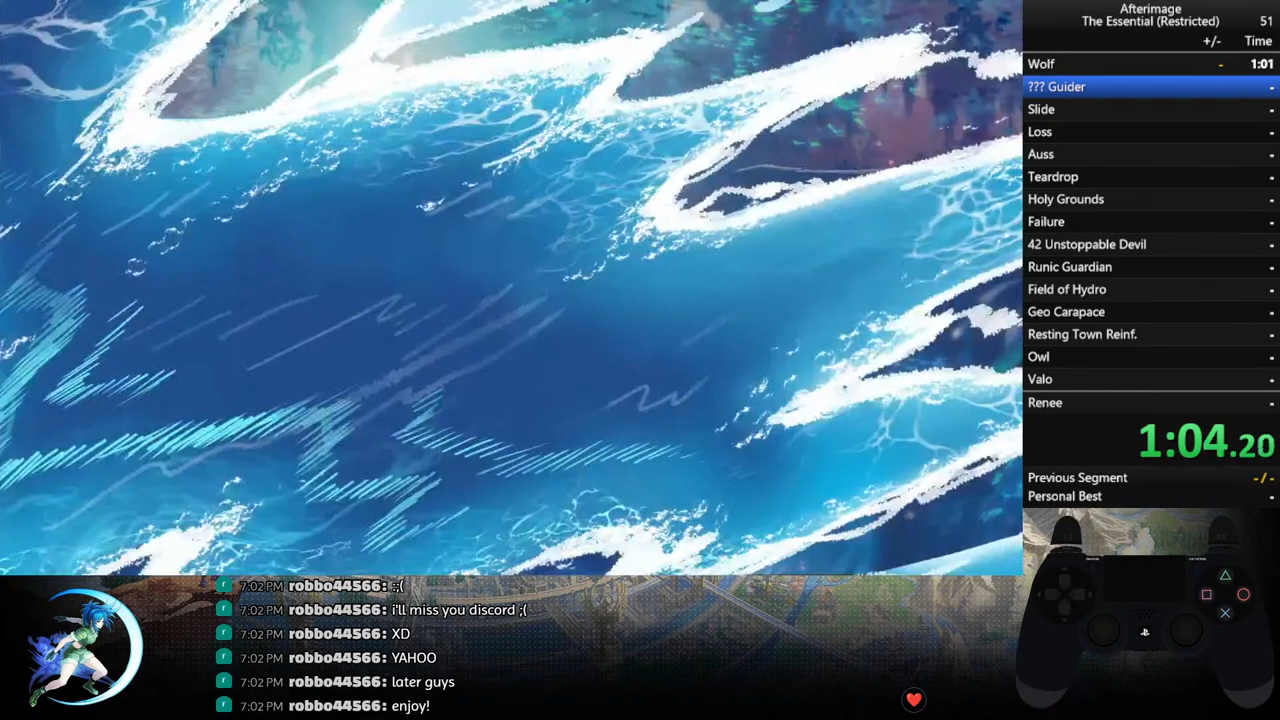 Afterimage
The Essential (Restricted) 51
+/- Time
Wolf - 1:01
??? Guider -
Slide -
Loss -
Auss -
Teardrop -
Holy Grounds -
Failure -
42 Unstoppable Devil -
Runic Guardian -
Field of Hydro -
Geo Carapace -
Resting Town Reinf. -
Owl -
Valo -
Renee -
1:04.20
Previous Segment -/-
Personal Best -
r 7:02 PM robbo44566: :;(
r 7:02 PM robbo44566: i'll miss you discord ;(
r 7:02 PM robbo44566: XD
r 7:02 PM robbo44566: YAHOO
r 7:02 PM robbo44566: later guys
r 7:02 PM robbo44566: enjoy!